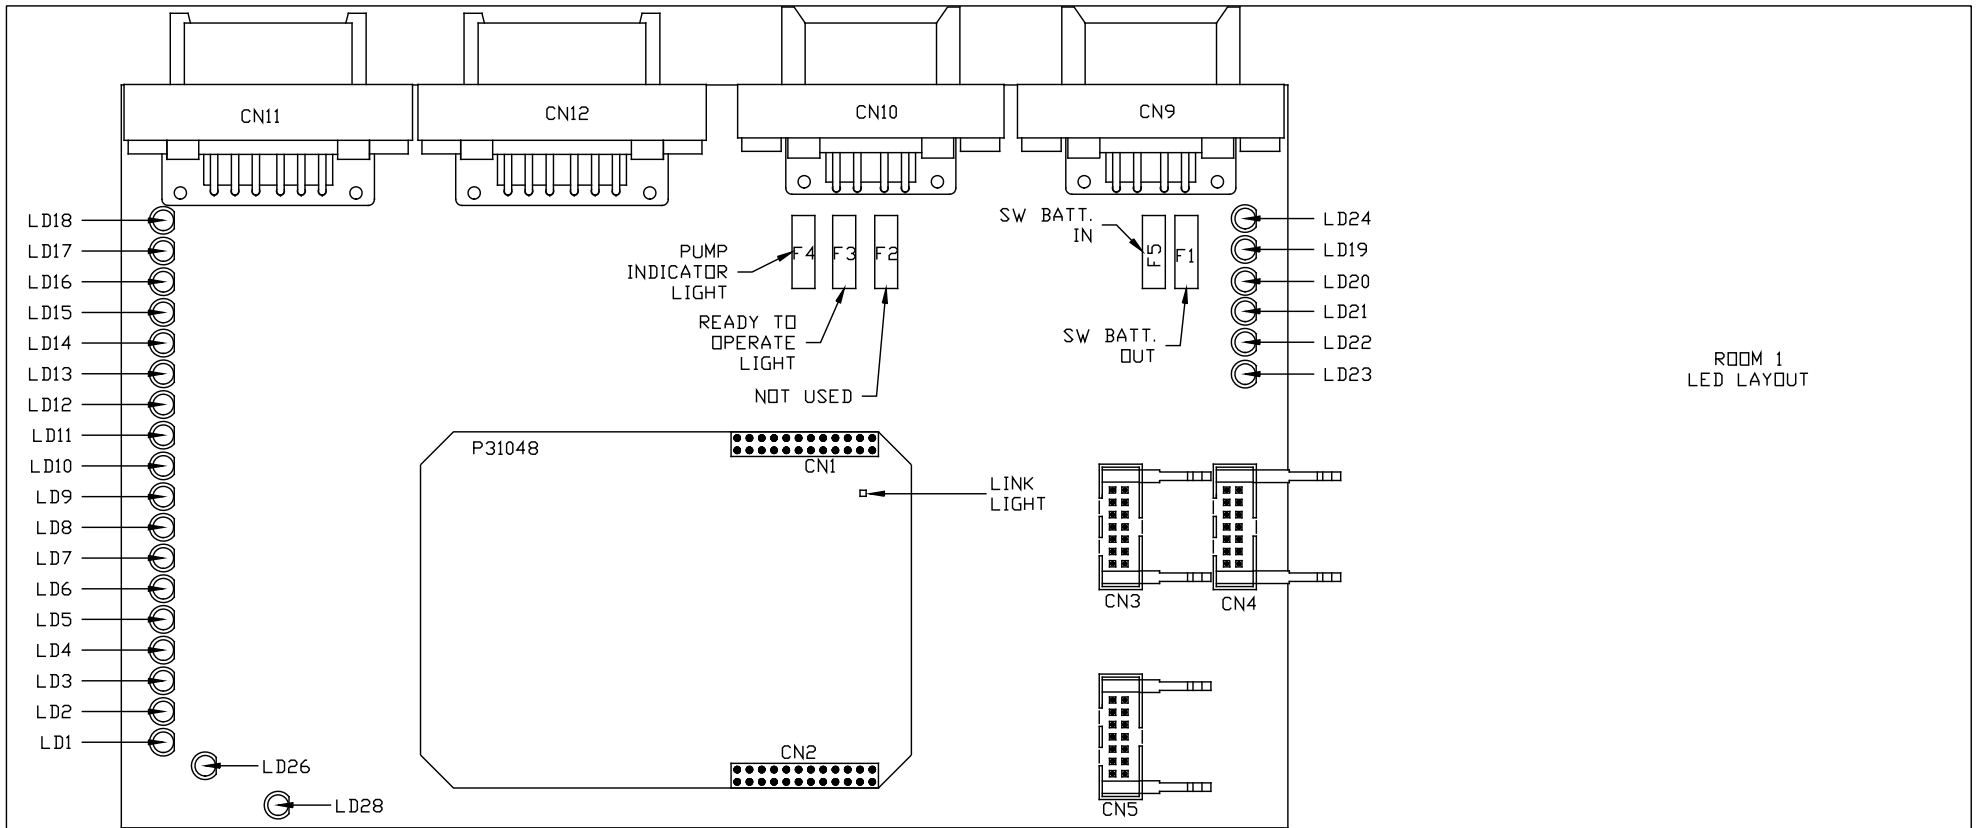 CN11
CN12
CN10
CN9
LD18
LD17
LD16
LD15
LD14
LD13
LD12
LD11
LD10
LD9
LD8
LD7
LD6
LD5
LD4
LD3
LD2
LD1
LD26
LD28
PUMP
INDICATOR
LIGHT
F4
F3
F2
READY TO
OPERATE
LIGHT
NOT USED
SW BATT.
IN
F5
F1
SW BATT.
OUT
LD24
LD19
LD20
LD21
LD22
LD23
ROOM 1
LED LAYOUT
P31048
CN1
LINK
LIGHT
CN3
CN4
CN2
CN5